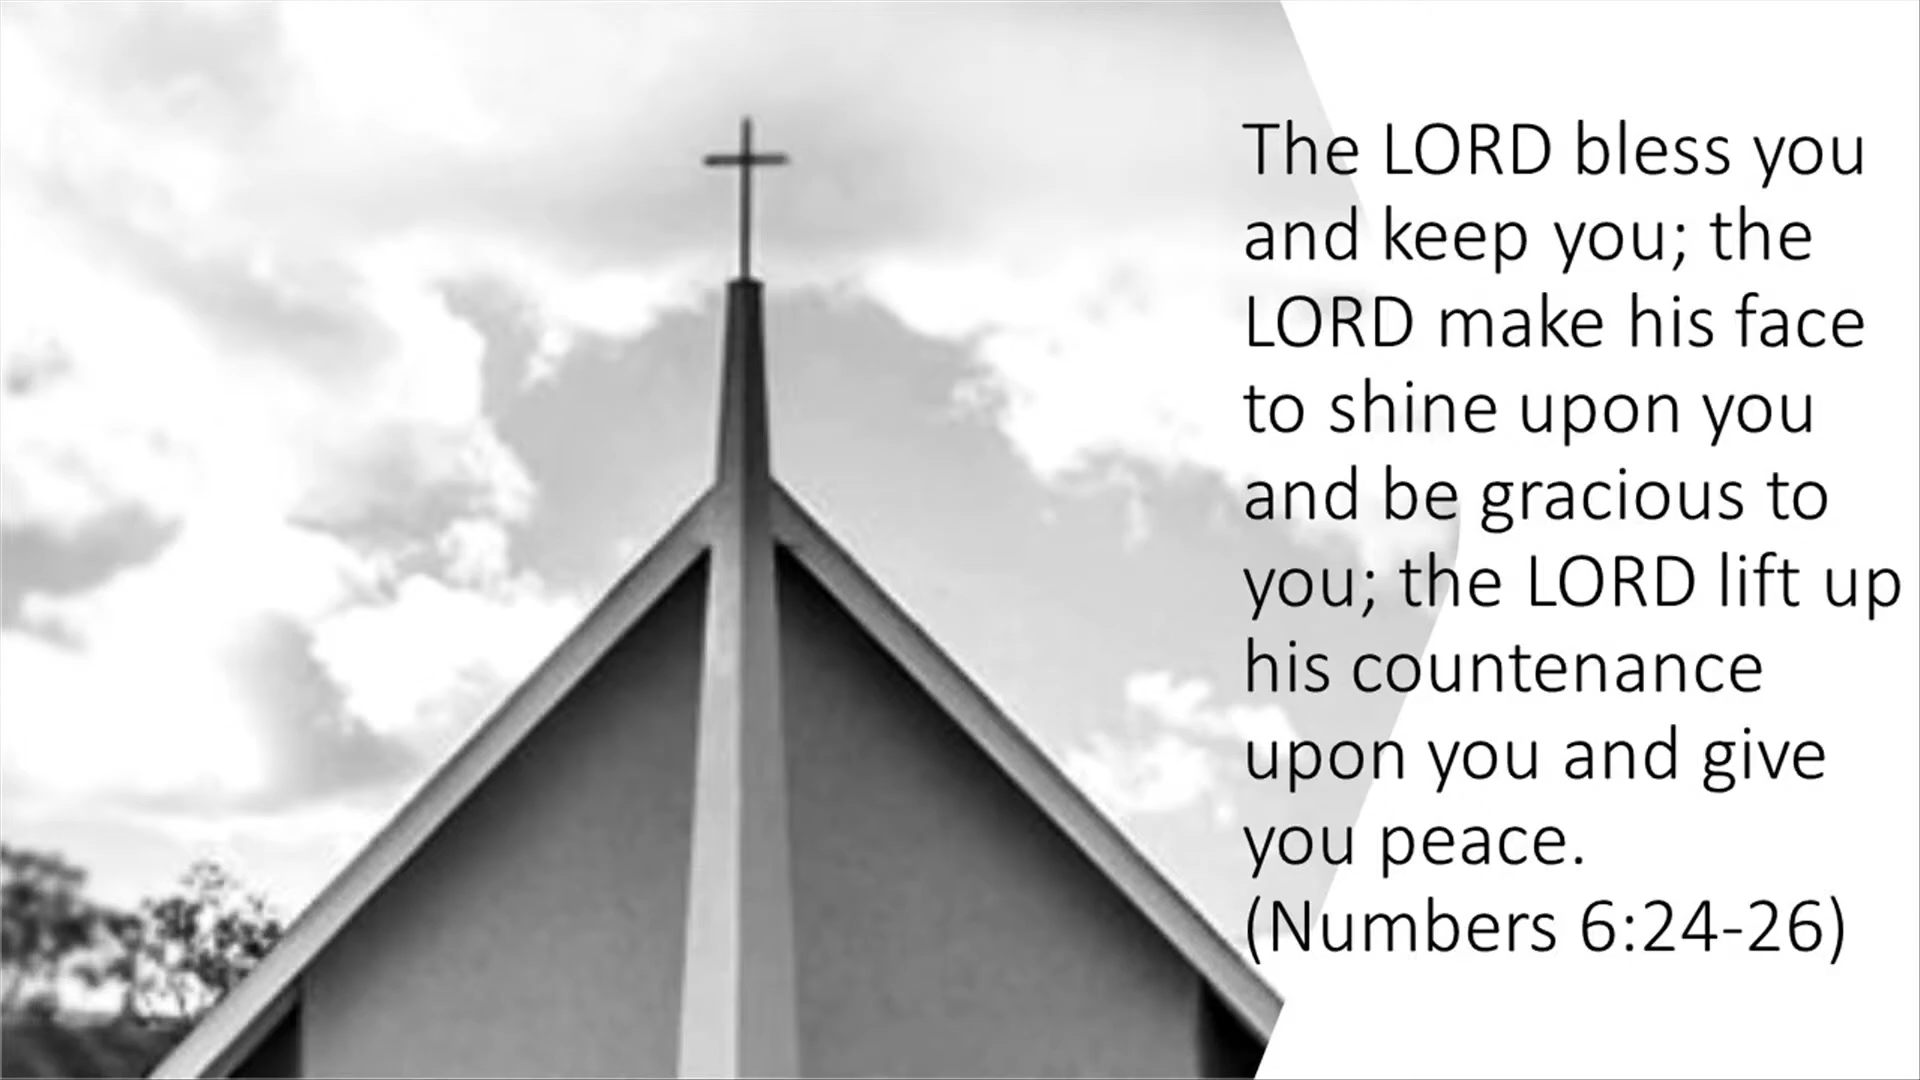 The LORD bless you
and keep you; the
LORD make his face
to shine upon you
and be gracious to
you; the LORD lift up
his countenance
upon you and give
you peace.
(Numbers 6:24-26)